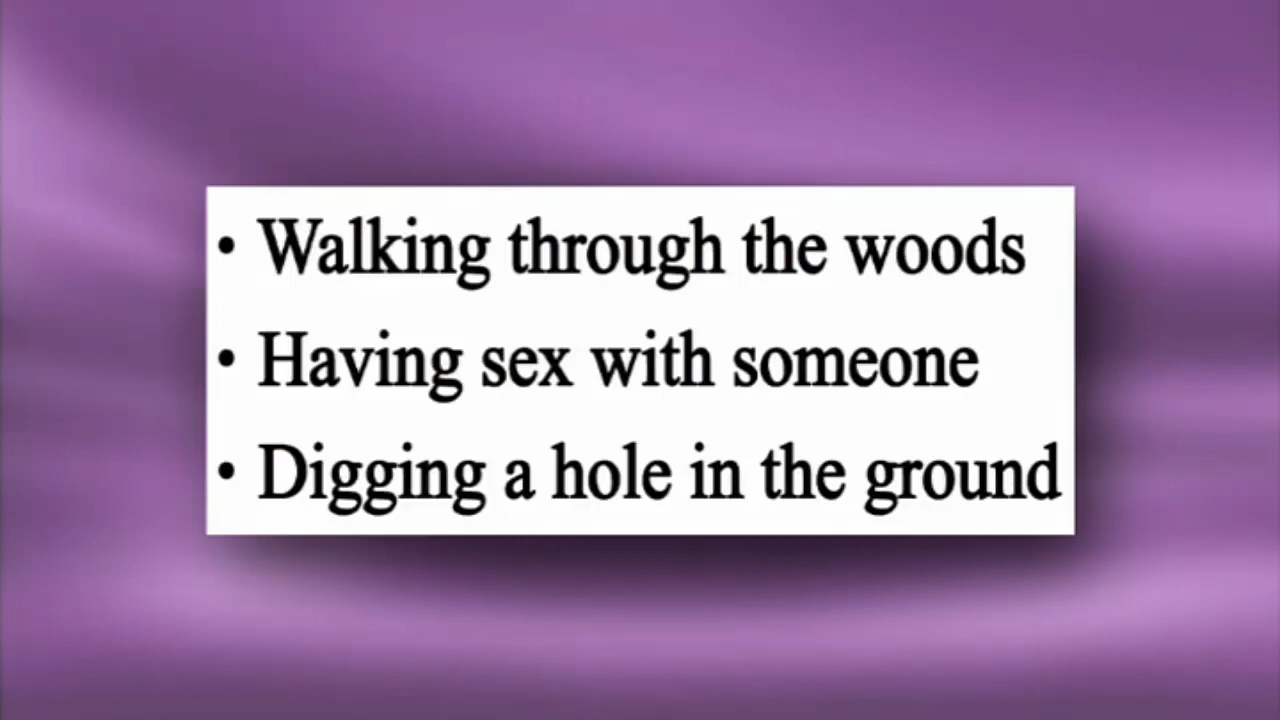 • Walking through the woods
• Having sex with someone
• Digging a hole in the ground